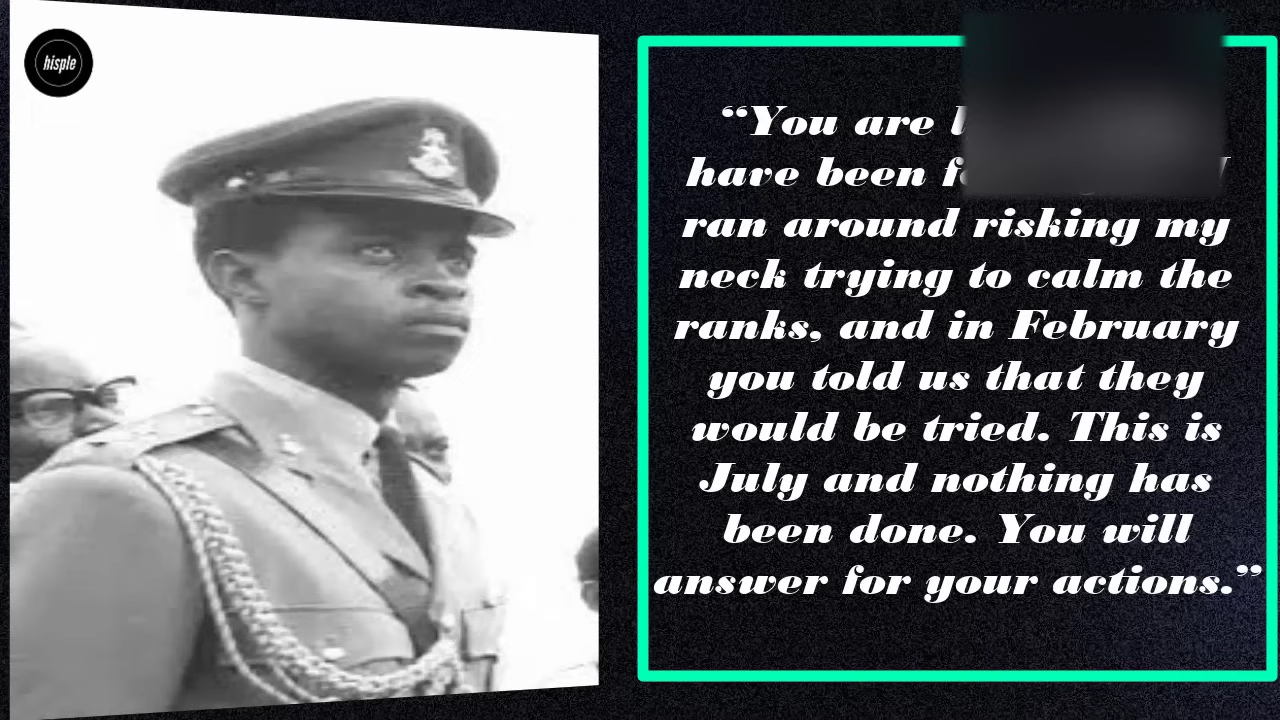 hisple
“You are
have been
ran around risking my
neck trying to calm the
ranks, and in February
you told us that they
would be tried. This is
July and nothing has
been done. You will
answer for your actions.”